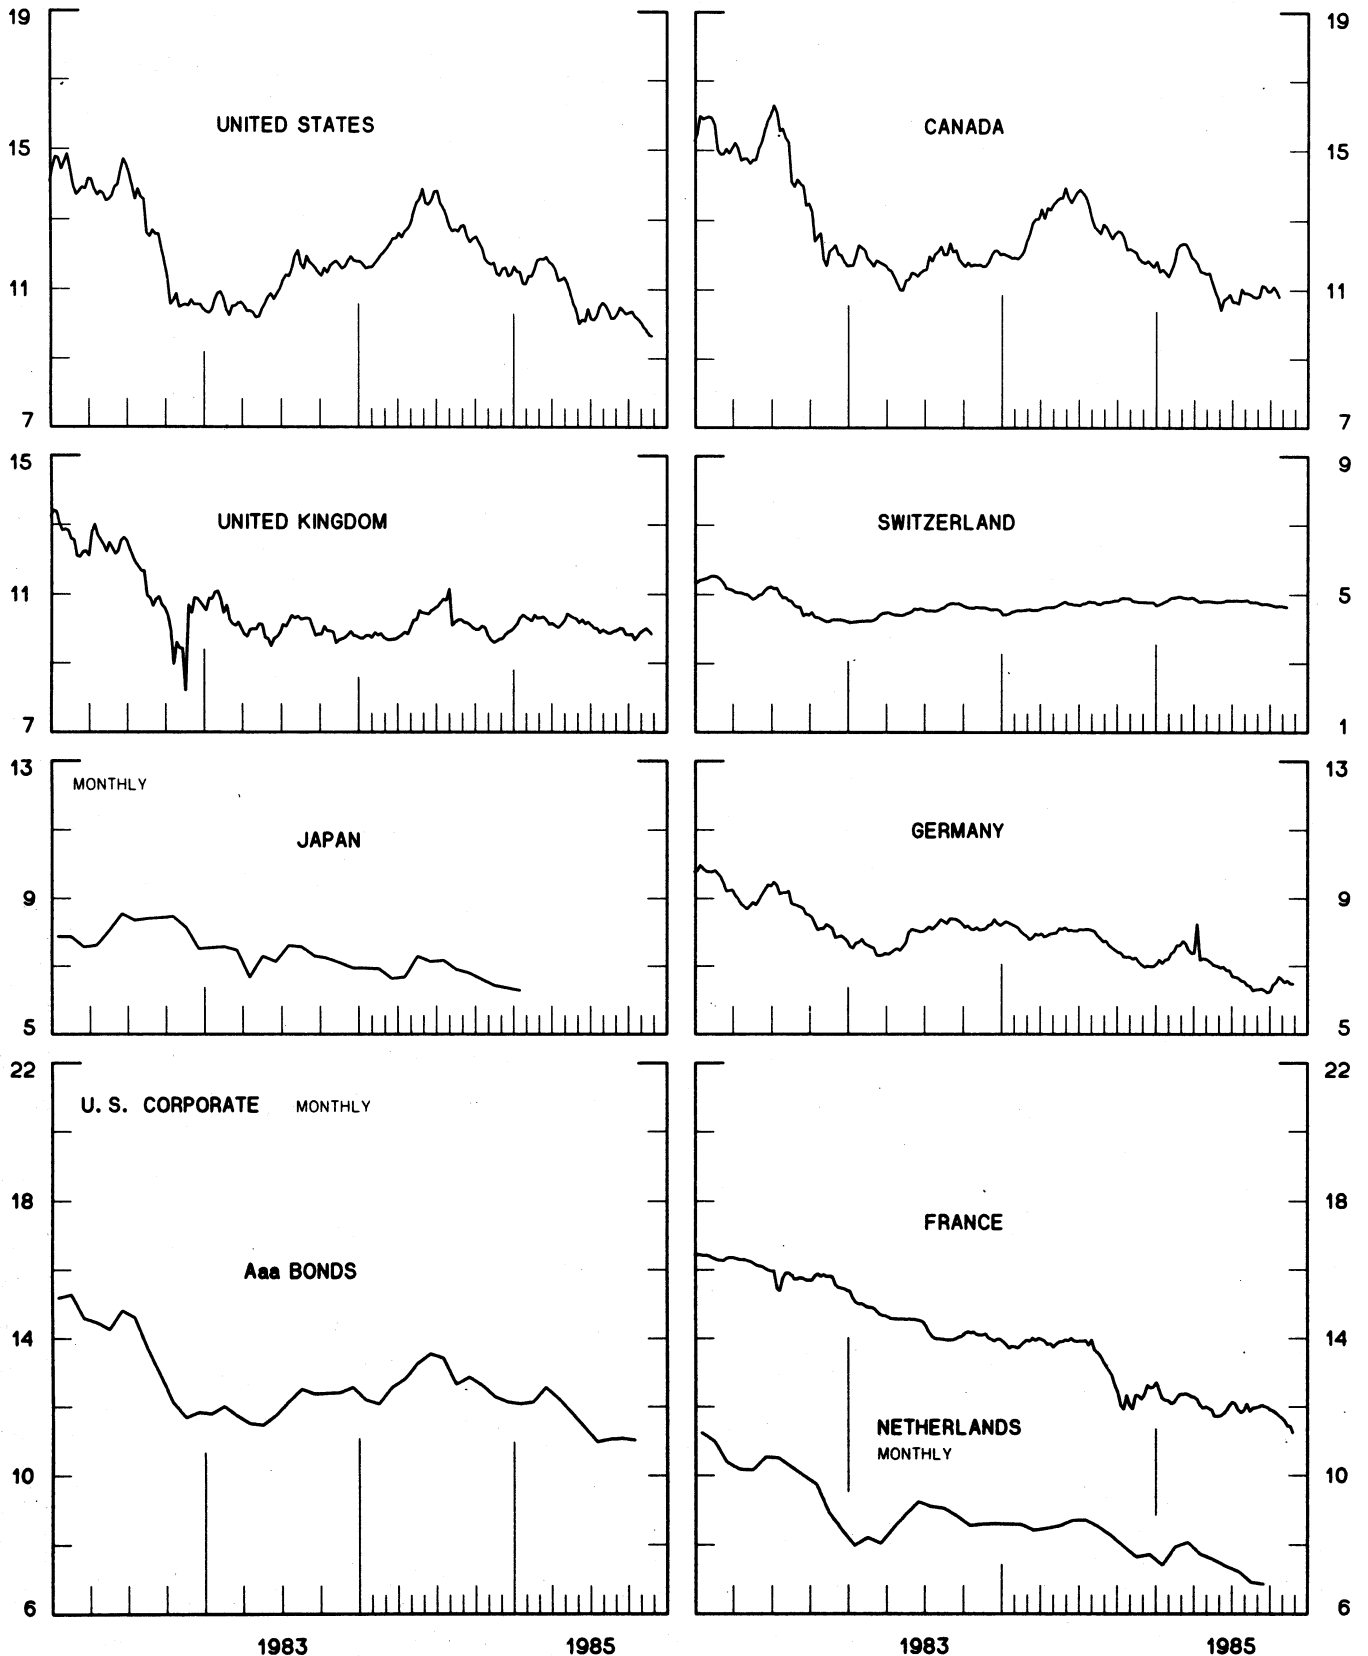 19
19
UNITED STATES
CANADA
15
15
11
11
7
7
15
9
UNITED KINGDOM
SWITZERLAND
11
5
7
1
13
13
MONTHLY
JAPAN
GERMANY
9
9
5
5
22
22
U.S. CORPORATE MONTHLY
18
18
FRANCE
Aaa BONDS
14
14
NETHERLANDS
MONTHLY
10
10
6
6
1983
1985
1983
1985